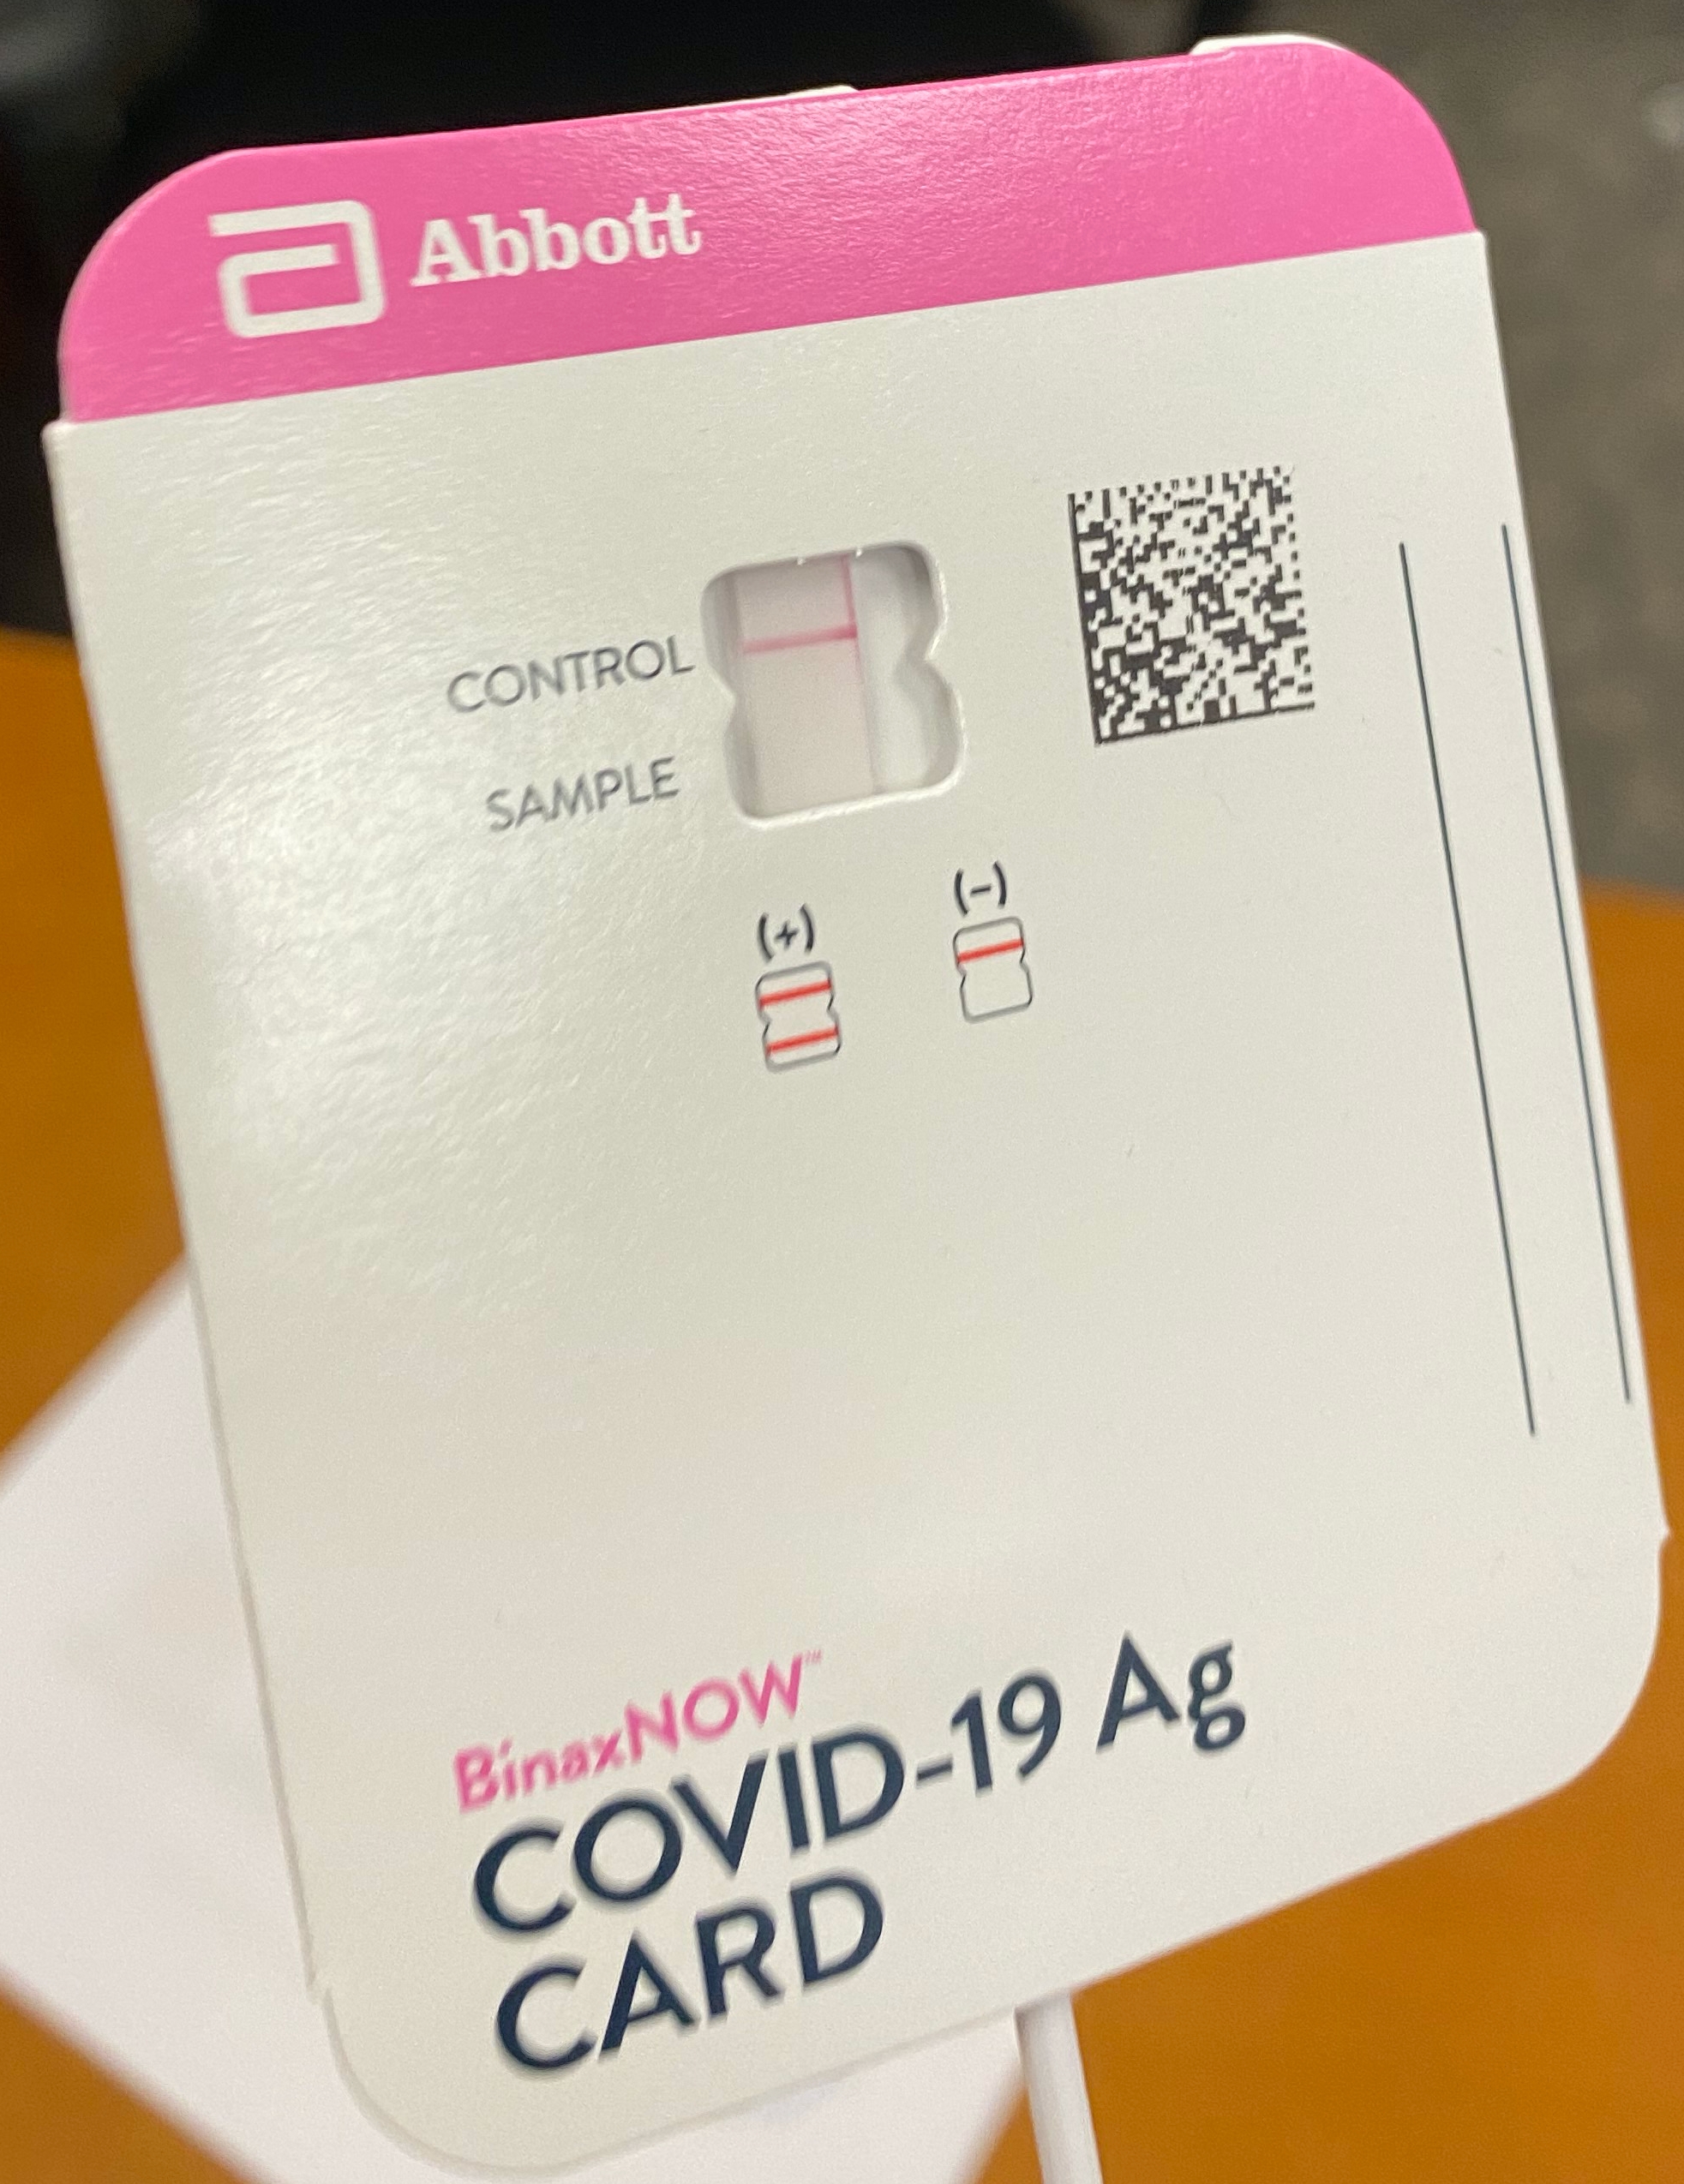 Abbott
CONTROL
SAMPLE
(+)
(-)
BinaxNOW™
COVID-19 Ag
CARD